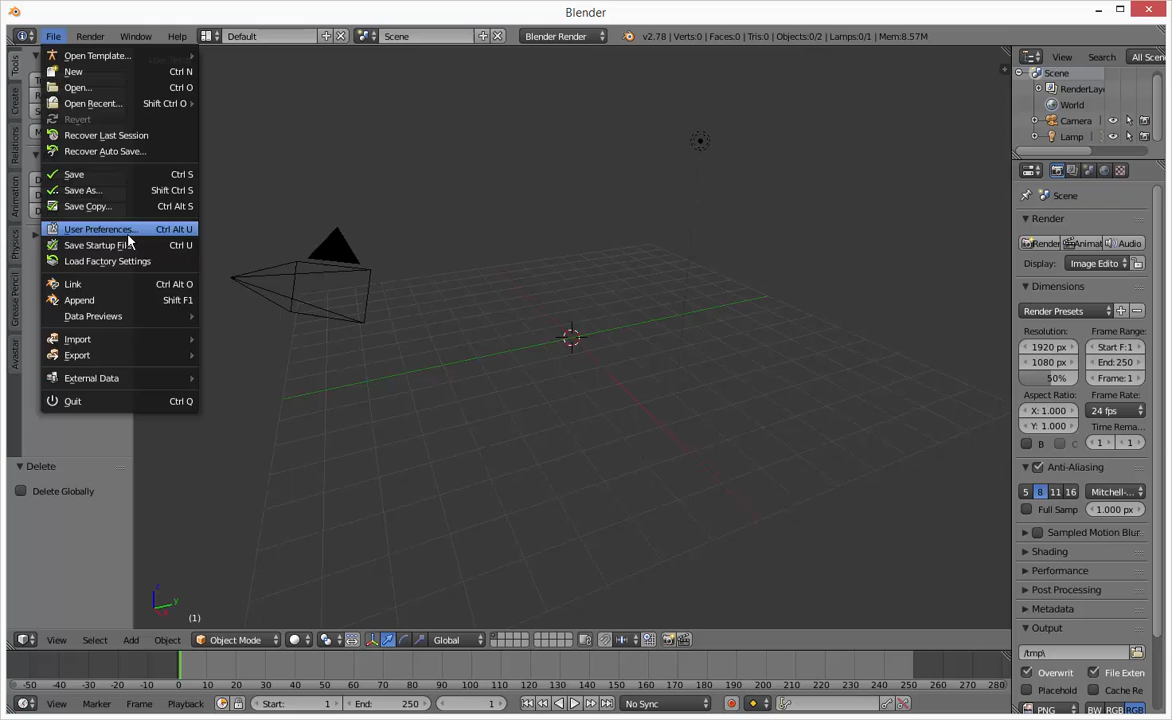 Blender
File Render Window Help Default Scene Blender Render v2.78 | Verts:0 | Faces:0 | Tris:0 | Objects:0/2 | Lamps:0/1 | Mem:8.57M
Open Template...
New Ctrl N
Open... Ctrl O
Open Recent... Shift Ctrl O
Revert
Recover Last Session
Recover Auto Save...
Save Ctrl S
Save As... Shift Ctrl S
Save Copy... Ctrl Alt S
User Preferences... Ctrl Alt U
Save Startup File Ctrl U
Load Factory Settings
Link Ctrl Alt O
Append Shift F1
Data Previews
Import
Export
External Data
Quit Ctrl Q
Tools
Create
Relations
Animation
Physics
Grease Pencil
Avastar
Delete
Delete Globally
z
y
(1)
View Select Add Object Object Mode Global
-50 -40 -30 -20 -10 0 10 20 30 40 50 60 70 80 90 100 110 120 130 140 150 160 170 180 190 200 210 220 230 240 250 260 270 280
View Marker Frame Playback Start: 1 End: 250 1 No Sync
View Search All Scen
Scene
RenderLay
World
Camera
Lamp
Scene
Render
Render Animat Audio
Display: Image Edito
Dimensions
Render Presets
Resolution: Frame Range:
1920 px Start F:1
1080 px End: 250
50% Frame: 1
Aspect Ratio: Frame Rate:
X: 1.000 24 fps
Y: 1.000 Time Rema...
B C 1 1
Anti-Aliasing
5 8 11 16 Mitchell-...
Full Samp 1.000 px
Sampled Motion Blur
Shading
Performance
Post Processing
Metadata
Output
/tmp\
Overwrit File Exten
Placehold Cache Re
PNG BW RGB RGB